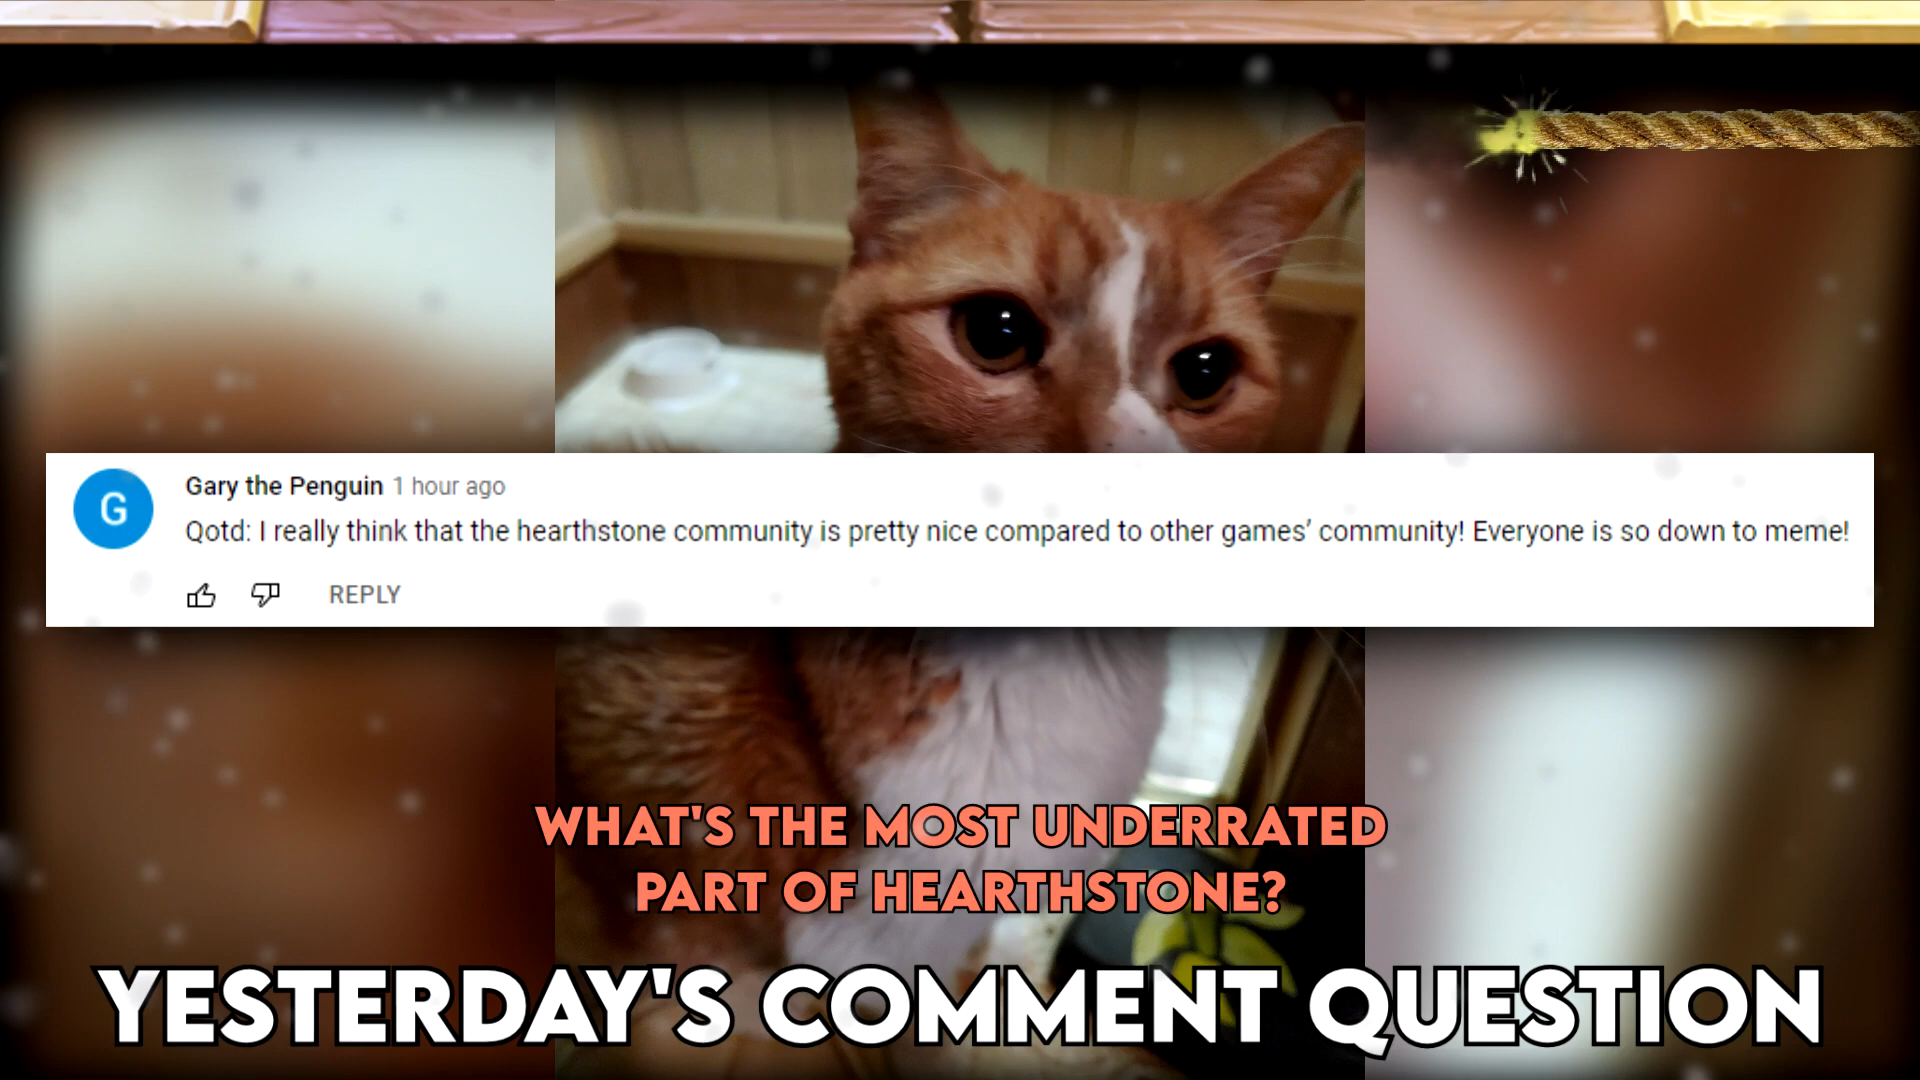 G
Gary the Penguin 1 hour ago
Qotd: I really think that the hearthstone community is pretty nice compared to other games’ community! Everyone is so down to meme!
REPLY
WHAT'S THE MOST UNDERRATED
PART OF HEARTHSTONE?
YESTERDAY'S COMMENT QUESTION